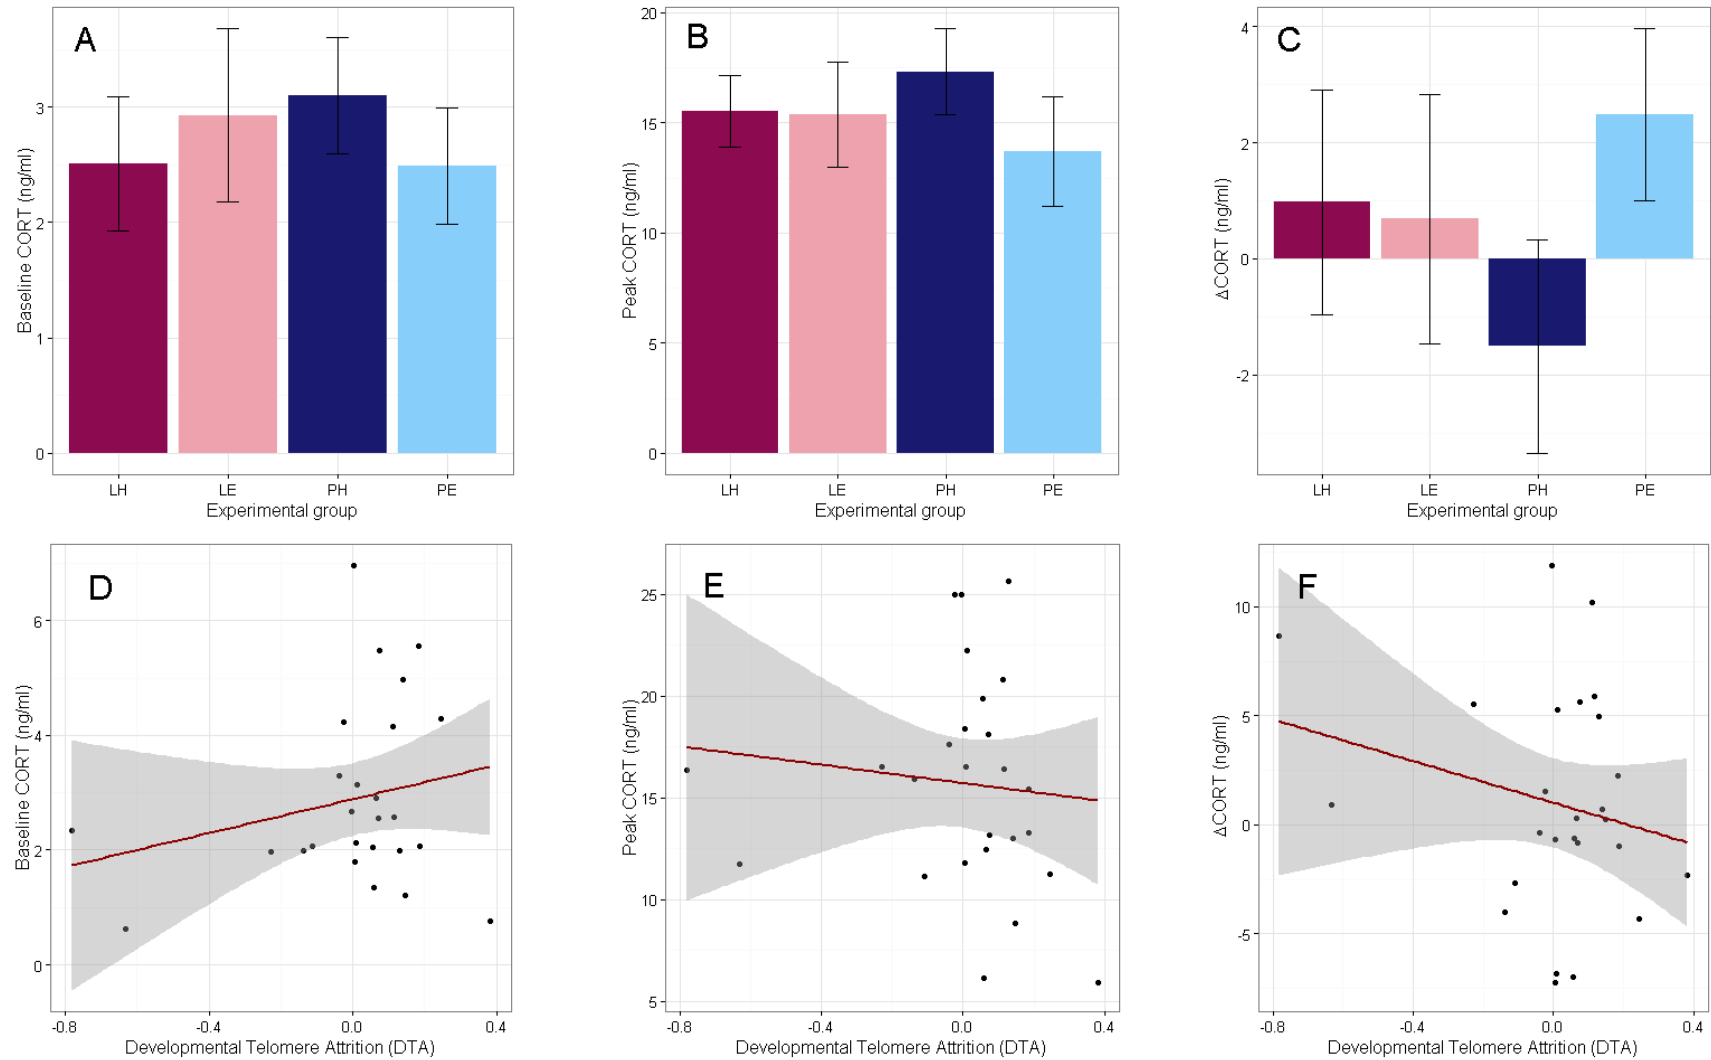 A
Baseline CORT (ng/ml)
3
2
1
0
LH LE PH PE
Experimental group
B
Peak CORT (ng/ml)
20
15
10
5
0
LH LE PH PE
Experimental group
C
ΔCORT (ng/ml)
4
2
0
-2
LH LE PH PE
Experimental group
D
Baseline CORT (ng/ml)
6
4
2
0
-0.8 -0.4 0.0 0.4
Developmental Telomere Attrition (DTA)
E
Peak CORT (ng/ml)
25
20
15
10
5
-0.8 -0.4 0.0 0.4
Developmental Telomere Attrition (DTA)
F
ΔCORT (ng/ml)
10
5
0
-5
-0.8 -0.4 0.0 0.4
Developmental Telomere Attrition (DTA)